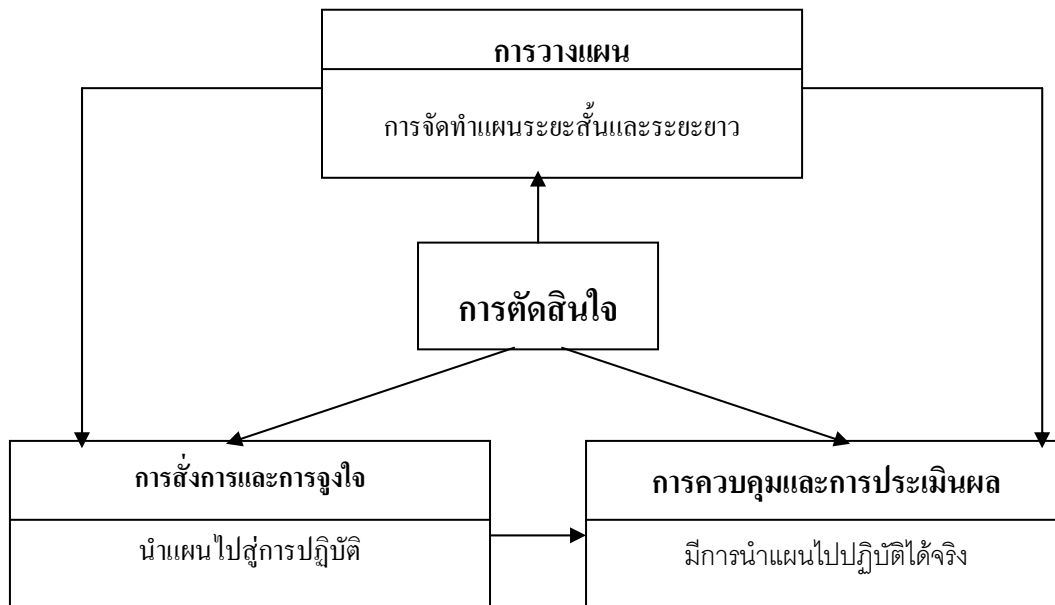 การวางแผน
การจัดทำแผนระยะสั้นและระยะยาว
การตัดสินใจ
การสั่งการและการจูงใจ
นำแผนไปสู่การปฏิบัติ
การควบคุมและการประเมินผล
มีการนำแผนไปปฏิบัติได้จริง